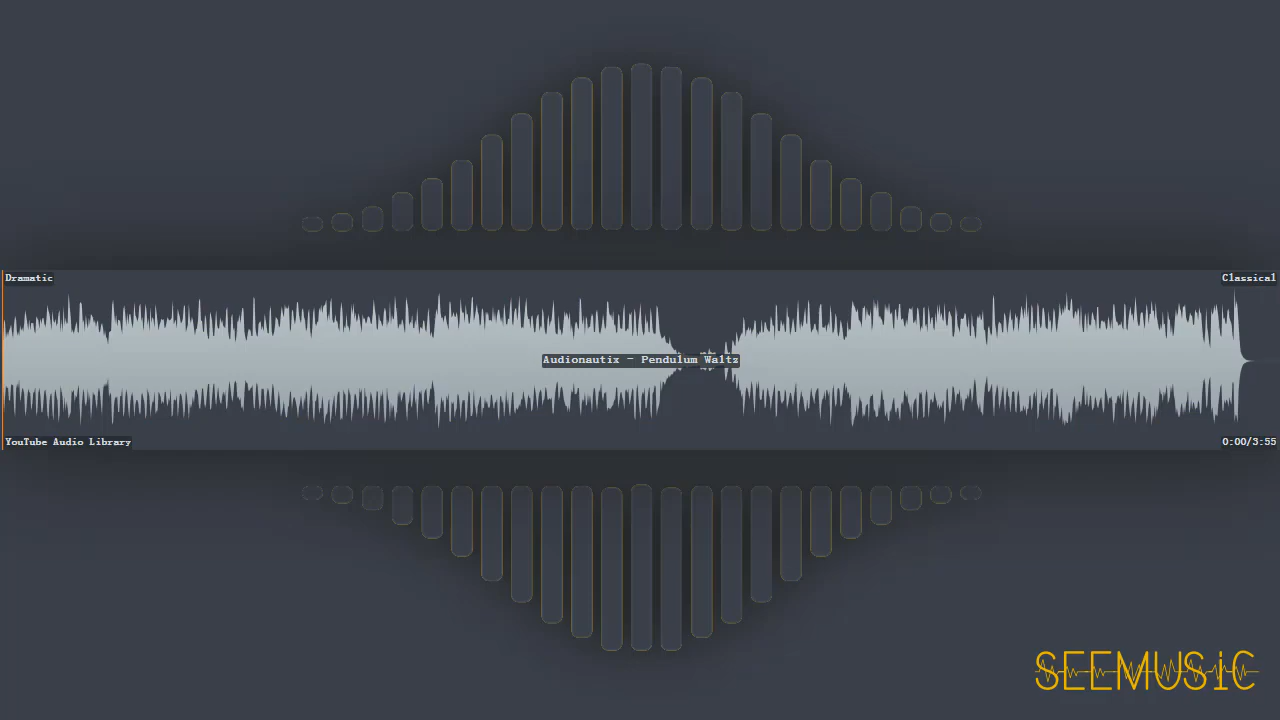 Dramatic
Classical
Audionautix - Pendulum Waltz
YouTube Audio Library
0:00/3:55
SEEMUSiC